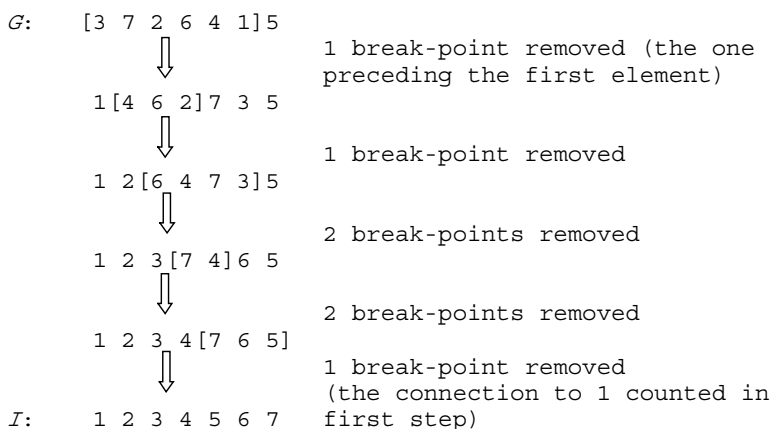 G: [3 7 2 6 4 1]5
1 break-point removed (the one
preceding the first element)
1[4 6 2]7 3 5
1 break-point removed
1 2[6 4 7 3]5
2 break-points removed
1 2 3[7 4]6 5
2 break-points removed
1 2 3 4[7 6 5]
1 break-point removed
(the connection to 1 counted in
I: 1 2 3 4 5 6 7 first step)